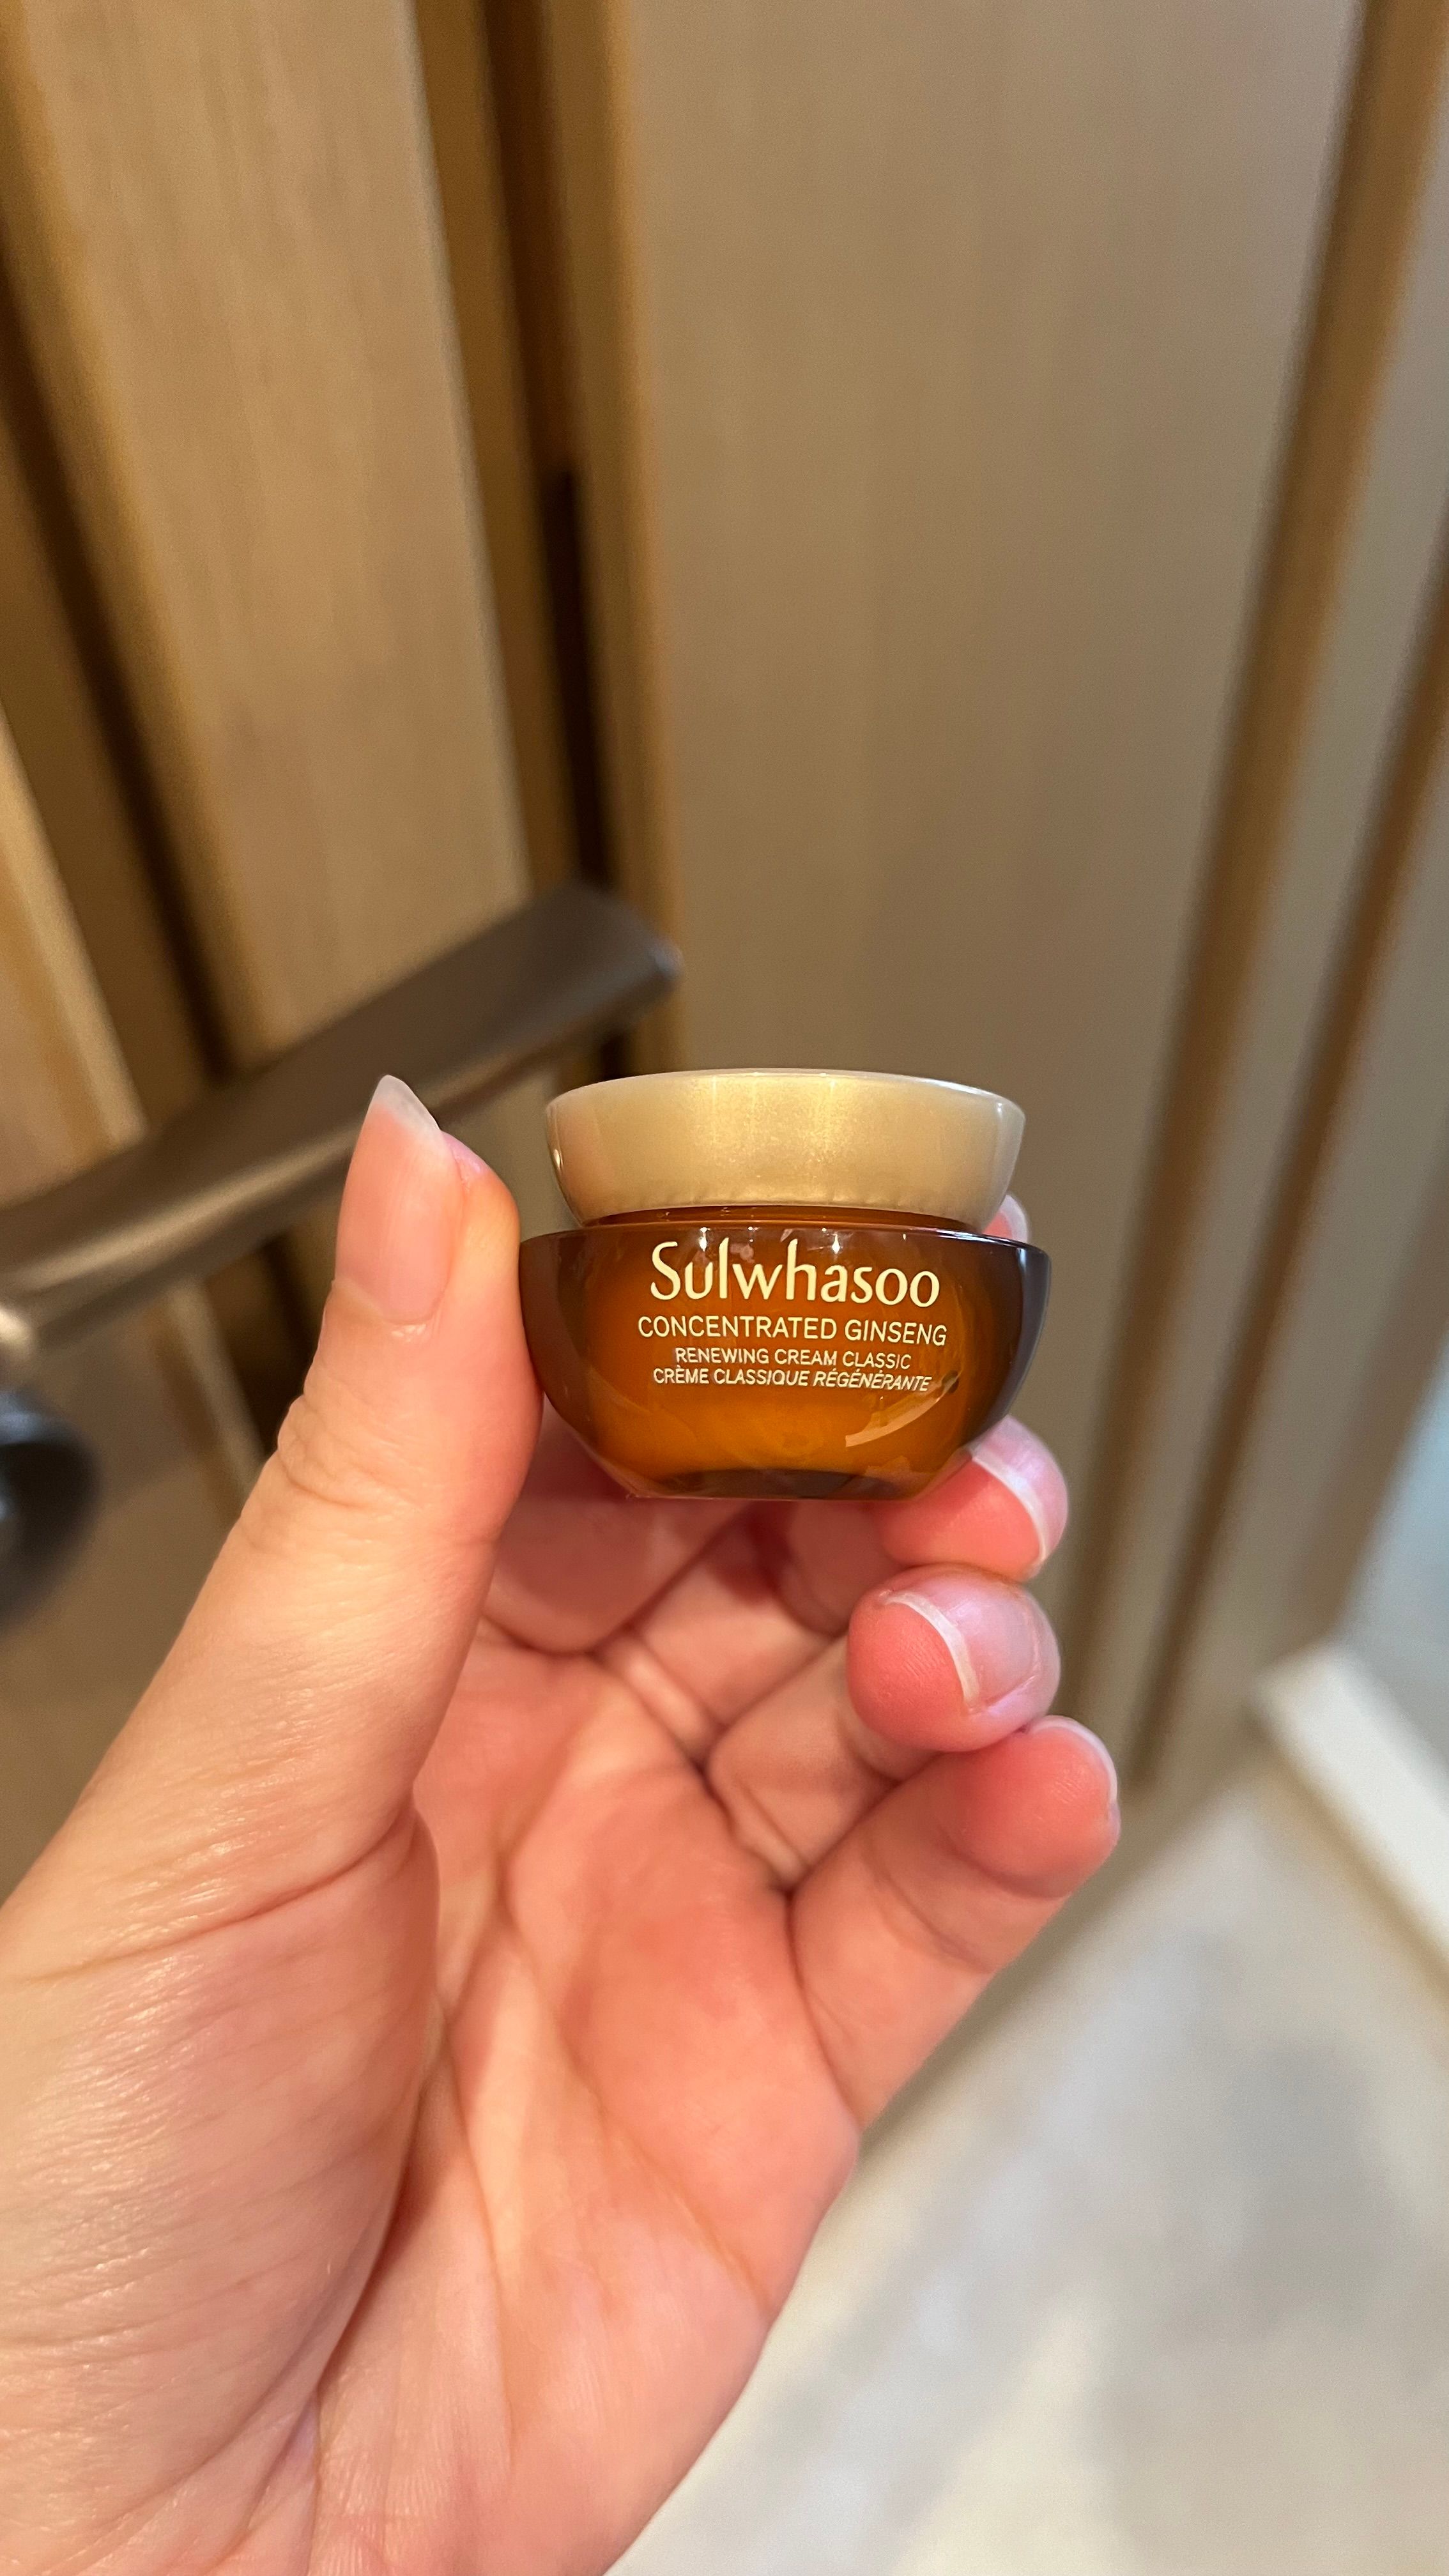 Sulwhasoo
CONCENTRATED GINSENG
RENEWING CREAM CLASSIC
CRÈME CLASSIQUE RÉGÉNÉRANTE